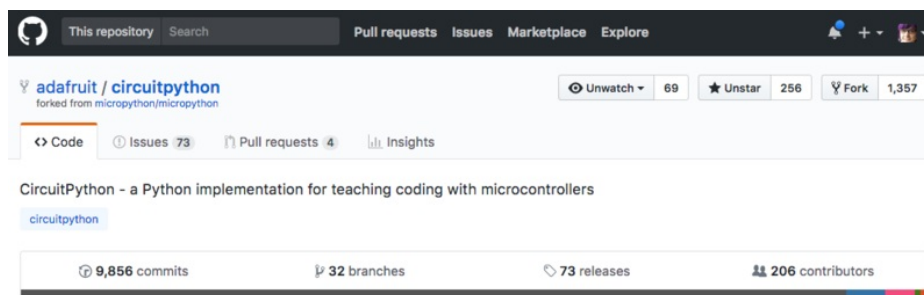 This repository Search Pull requests Issues Marketplace Explore
adafruit / circuitpython Unwatch 69 Unstar 256 Fork 1,357
forked from micropython/micropython
Code Issues 73 Pull requests 4 Insights
CircuitPython - a Python implementation for teaching coding with microcontrollers
circuitpython
9,856 commits 32 branches 73 releases 206 contributors